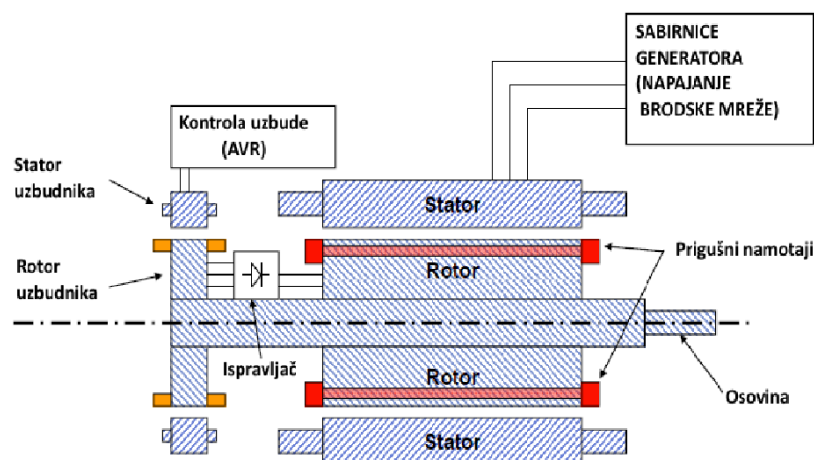 SABIRNICE
GENERATORA
(NAPAJANJE
BRODSKE MREŽE)
Kontrola uzbude
(AVR)
Stator
uzbudnika
Stator
Prigušni namotaji
Rotor
uzbudnika
Rotor
Ispravljač
Rotor
Osovina
Stator